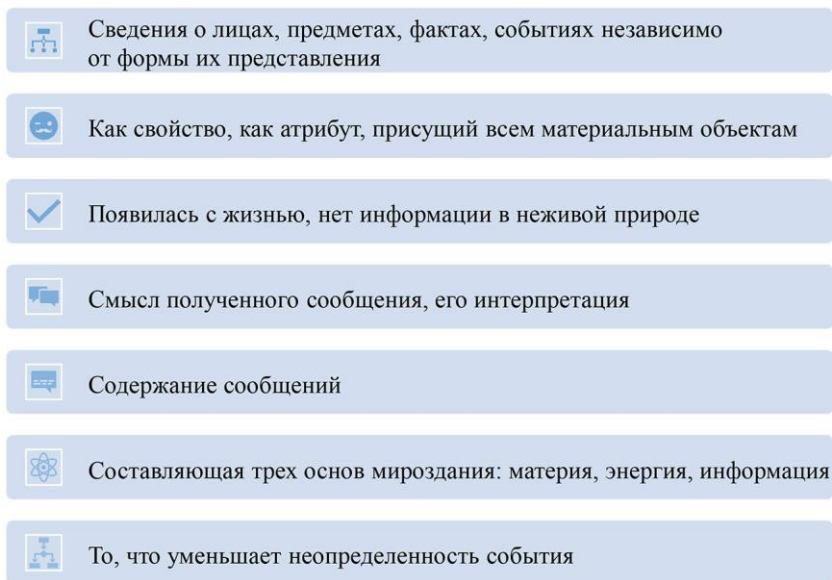 Сведения о лицах, предметах, фактах, событиях независимо
от формы их представления
Как свойство, как атрибут, присущий всем материальным объектам
Появилась с жизнью, нет информации в неживой природе
Смысл полученного сообщения, его интерпретация
Содержание сообщений
Составляющая трех основ мироздания: материя, энергия, информация
То, что уменьшает неопределенность события